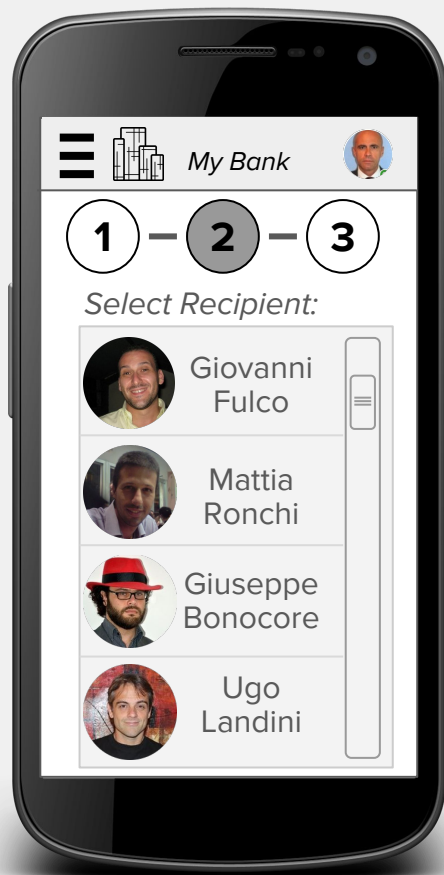 My Bank
1 2 3
Select Recipient:
Giovanni
Fulco
Mattia
Ronchi
Giuseppe
Bonocore
Ugo
Landini